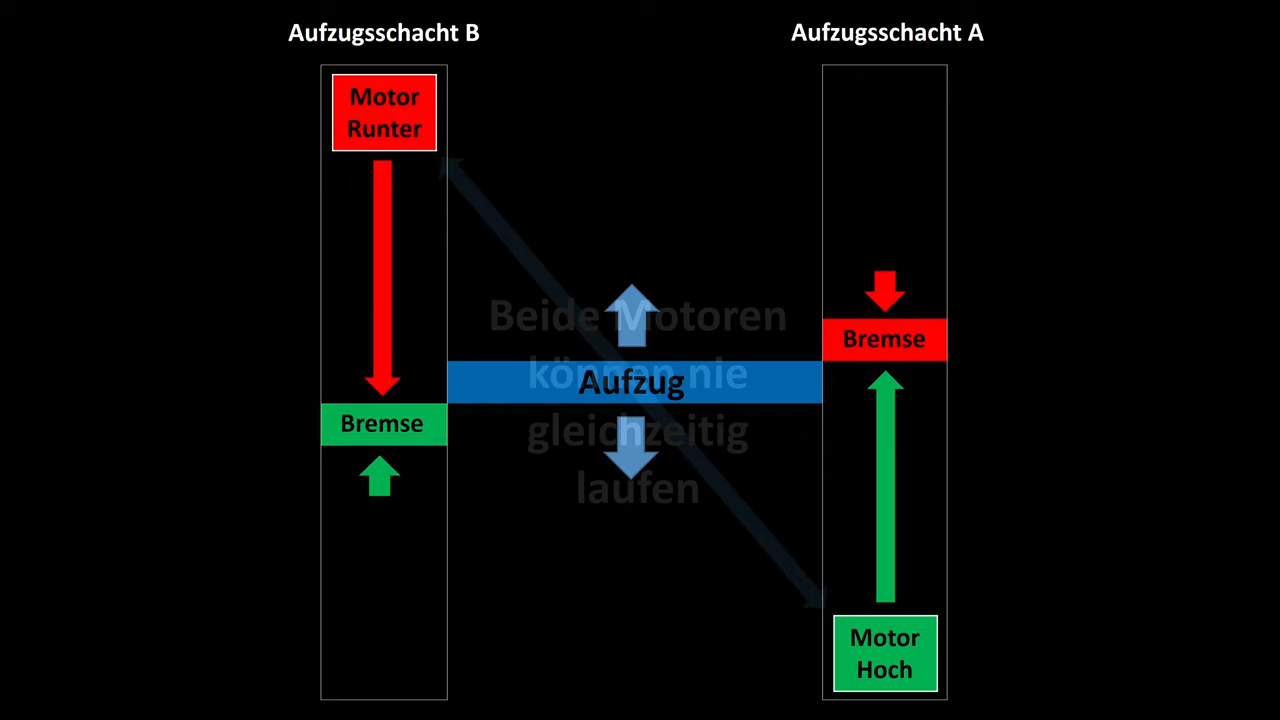 Aufzugsschacht B
Aufzugsschacht A
Motor
Runter
Beide Motoren
können nie
gleichzeitig
laufen
Bremse
Aufzug
Bremse
Motor
Hoch